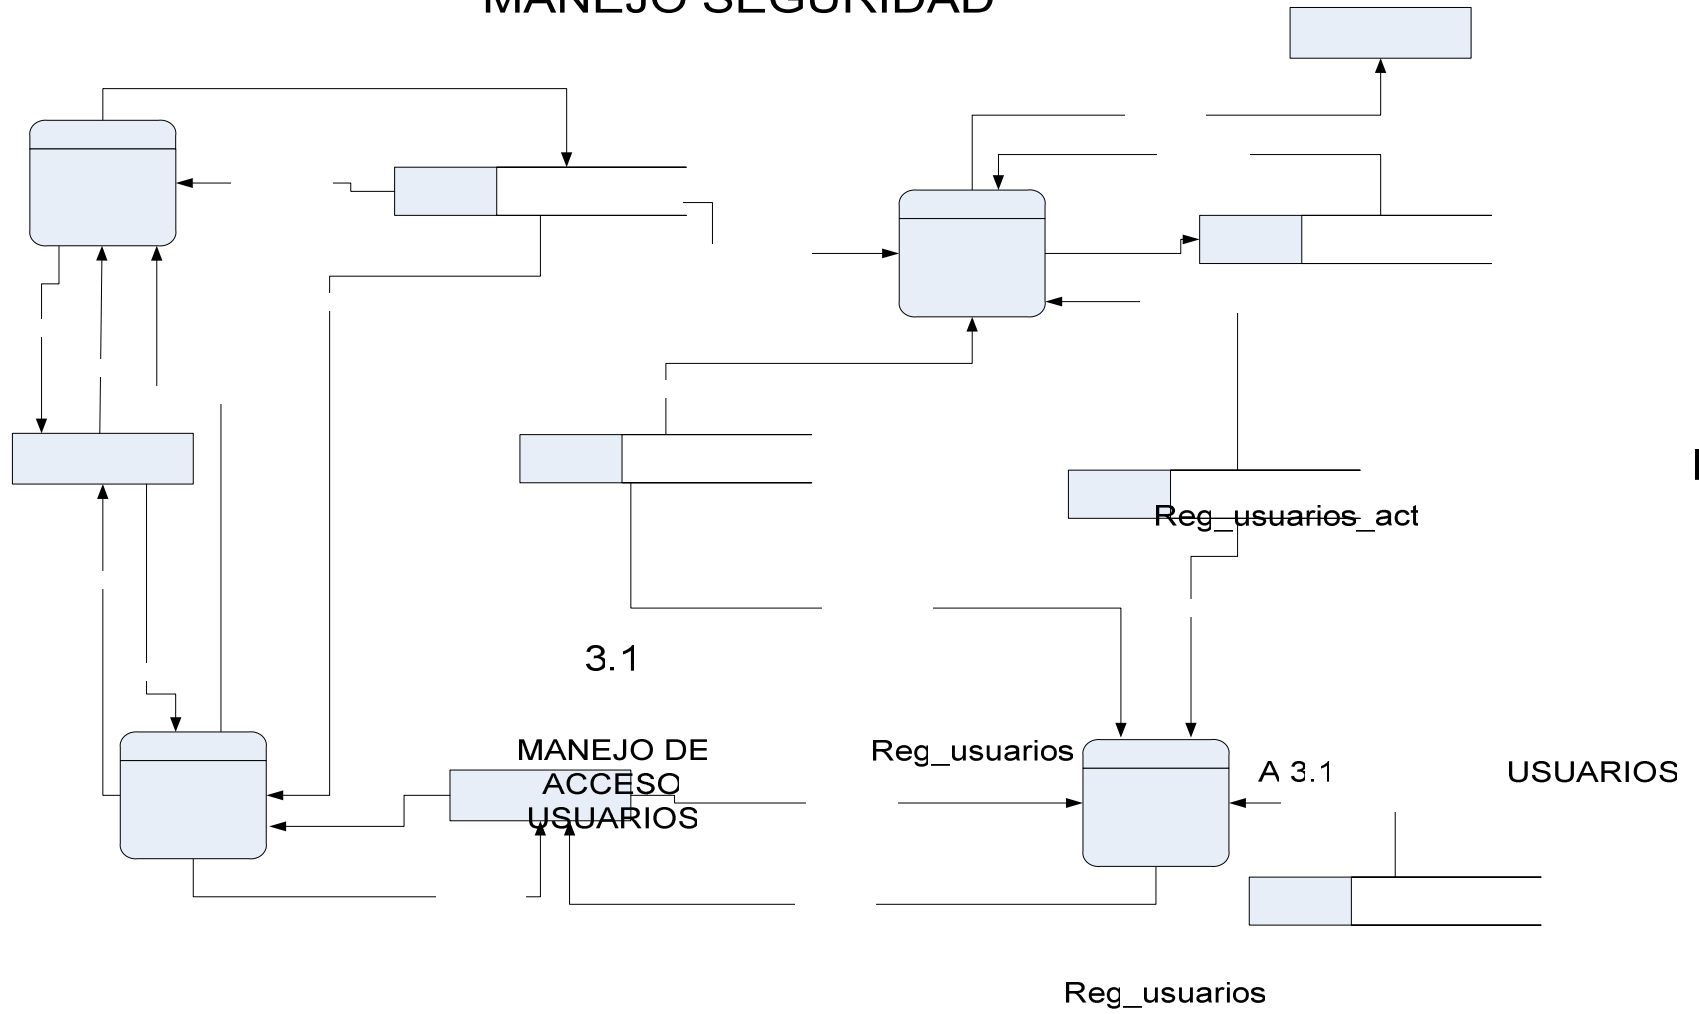 MANEJO SEGURIDAD
Reg_usuarios_act
3.1
MANEJO DE
ACCESO
USUARIOS
Reg_usuarios
A 3.1
USUARIOS
Reg_usuarios